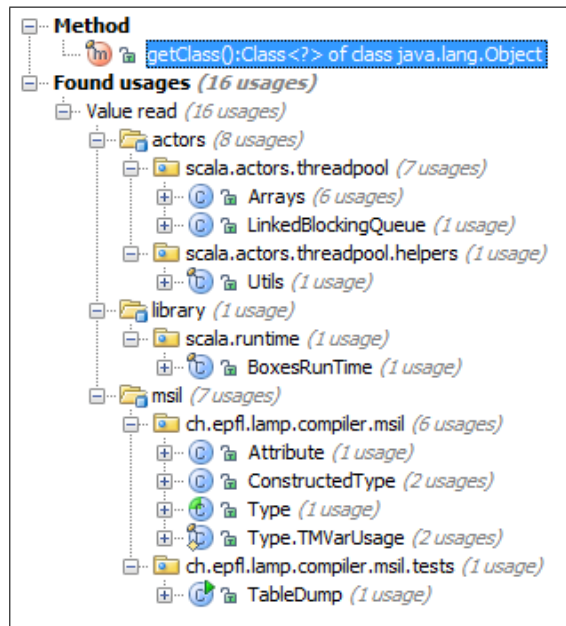 Method
getClass():Class<?> of class java.lang.Object
Found usages (16 usages)
Value read (16 usages)
actors (8 usages)
scala.actors.threadpool (7 usages)
Arrays (6 usages)
LinkedBlockingQueue (1 usage)
scala.actors.threadpool.helpers (1 usage)
Utils (1 usage)
library (1 usage)
scala.runtime (1 usage)
BoxesRunTime (1 usage)
msil (7 usages)
ch.epfl.lamp.compiler.msil (6 usages)
Attribute (1 usage)
ConstructedType (2 usages)
Type (1 usage)
Type.TMVarUsage (2 usages)
ch.epfl.lamp.compiler.msil.tests (1 usage)
TableDump (1 usage)